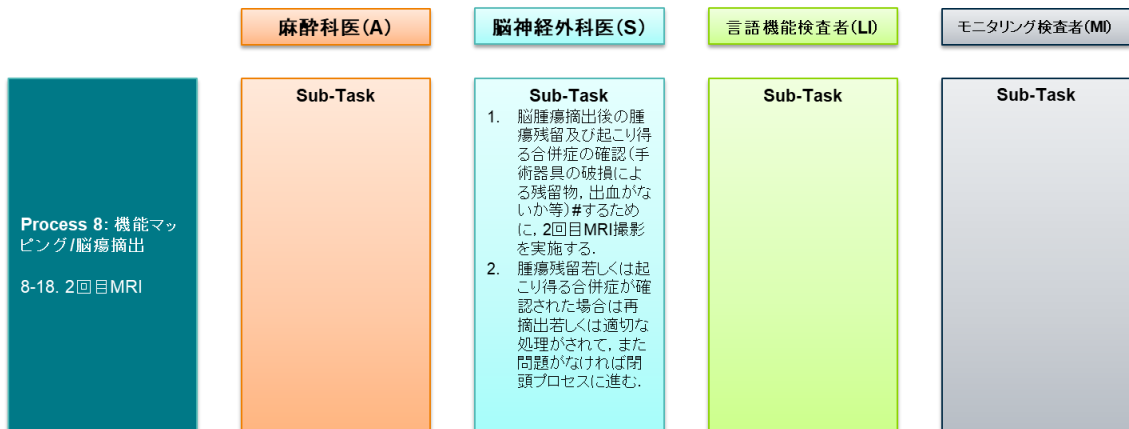 麻酔科医(A)
脳神経外科医(S)
言語機能検査者(LI)
モニタリング検査者(MI)
Process 8: 機能マッ
ピング/脳瘍摘出
8-18. 2回目MRI
Sub-Task
Sub-Task
1. 脳腫瘍摘出後の腫
瘍残留及び起こり得
る合併症の確認(手
術器具の破損によ
る残留物, 出血がな
いか等)#するため
に, 2回目MRI撮影
を実施する.
2. 腫瘍残留若しくは起
こり得る合併症が確
認された場合は再
摘出若しくは適切な
処理がされて, また
問題がなければ閉
頭プロセスに進む.
Sub-Task
Sub-Task